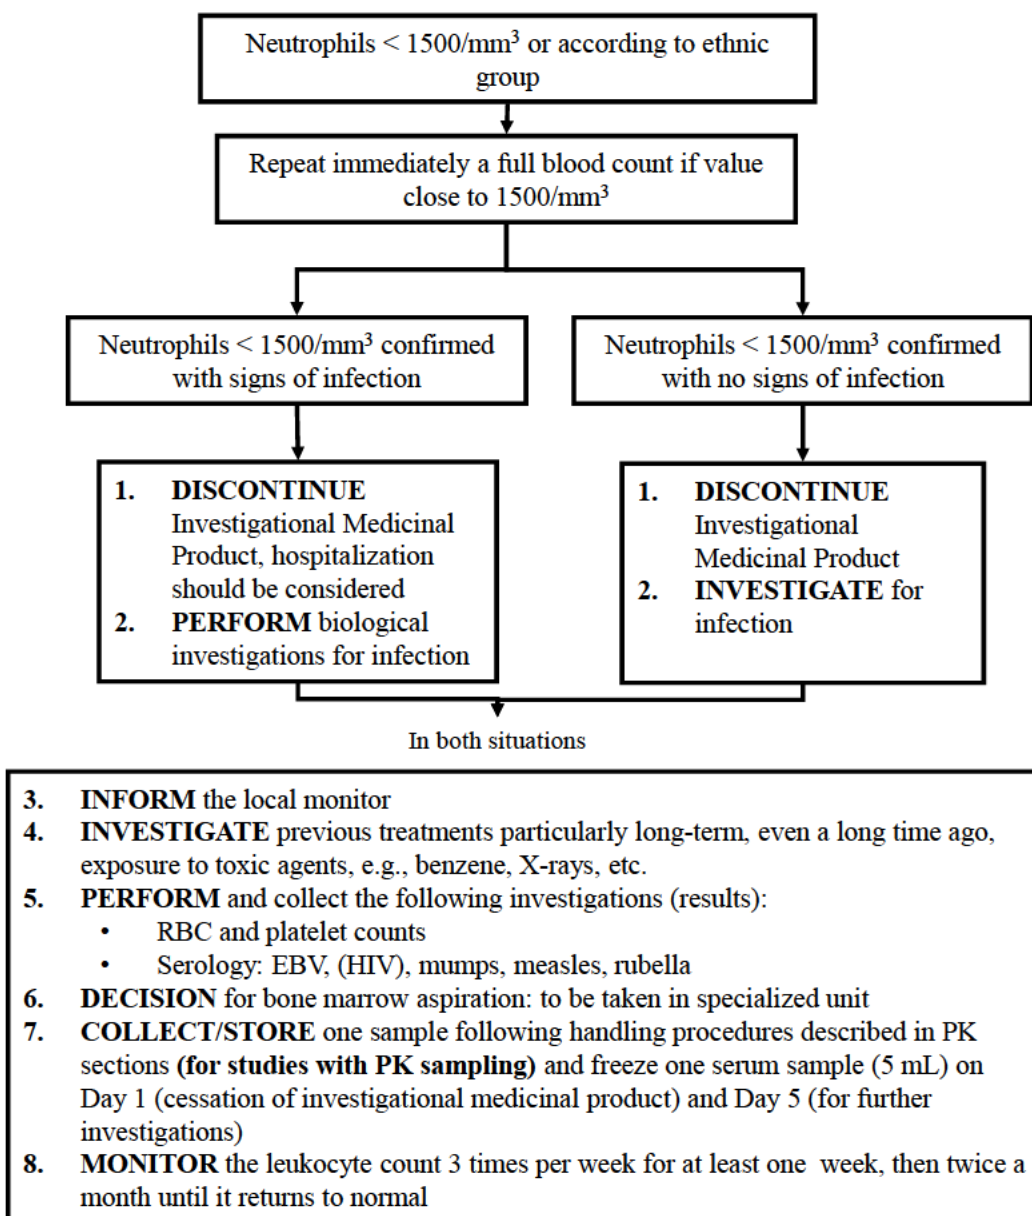 Neutrophils < 1500/mm³ or according to ethnic
group
Repeat immediately a full blood count if value
close to 1500/mm³
Neutrophils < 1500/mm³ confirmed
with signs of infection
Neutrophils < 1500/mm³ confirmed
with no signs of infection
1. DISCONTINUE
Investigational Medicinal
Product, hospitalization
should be considered
2. PERFORM biological
investigations for infection
1. DISCONTINUE
Investigational
Medicinal Product
2. INVESTIGATE for
infection
In both situations
3. INFORM the local monitor
4. INVESTIGATE previous treatments particularly long-term, even a long time ago,
exposure to toxic agents, e.g., benzene, X-rays, etc.
5. PERFORM and collect the following investigations (results):
• RBC and platelet counts
• Serology: EBV, (HIV), mumps, measles, rubella
6. DECISION for bone marrow aspiration: to be taken in specialized unit
7. COLLECT/STORE one sample following handling procedures described in PK
sections (for studies with PK sampling) and freeze one serum sample (5 mL) on
Day 1 (cessation of investigational medicinal product) and Day 5 (for further
investigations)
8. MONITOR the leukocyte count 3 times per week for at least one week, then twice a
month until it returns to normal